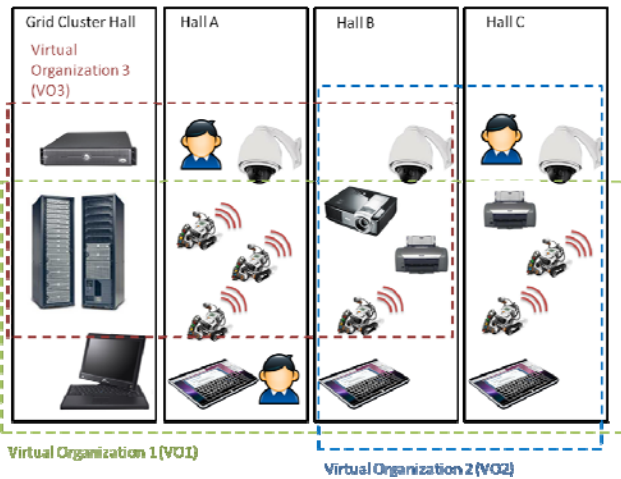 Grid Cluster Hall
Hall A
Hall B
Hall C
Virtual
Organization 3
(VO3)
Virtual Organization 1 (VO1)
Virtual Organization 2 (VO2)